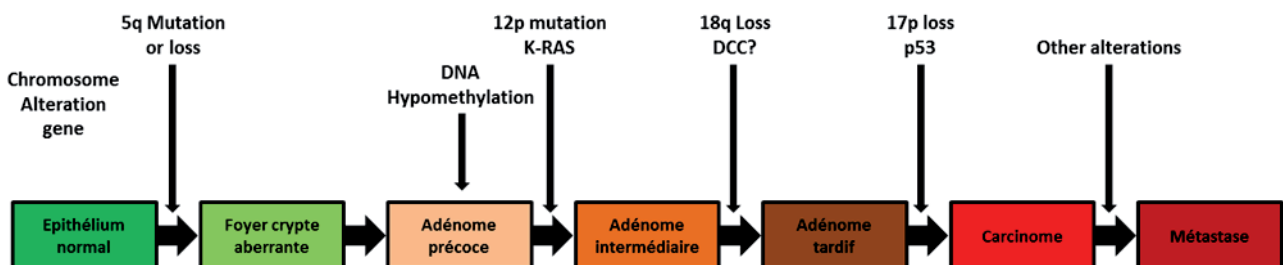 5q Mutation
or loss
12p mutation
K-RAS
18q Loss
DCC?
17p loss
p53
Other alterations
Chromosome
Alteration
gene
DNA
Hypomethylation
Epithélium
normal
Foyer crypte
aberrante
Adénome
précoce
Adénome
intermédiaire
Adénome
tardif
Carcinome
Métastase